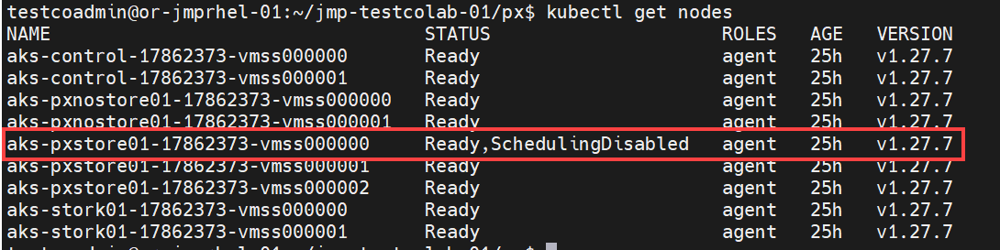 testcoadmin@or-jmprhel-01:~/jmp-testcolab-01/px$ kubectl get nodes
NAME STATUS ROLES AGE VERSION
aks-control-17862373-vmss000000 Ready agent 25h v1.27.7
aks-control-17862373-vmss000001 Ready agent 25h v1.27.7
aks-pxnostore01-17862373-vmss000000 Ready agent 25h v1.27.7
aks-pxnostore01-17862373-vmss000001 Ready agent 25h v1.27.7
aks-pxstore01-17862373-vmss000000 Ready,SchedulingDisabled agent 25h v1.27.7
aks-pxstore01-17862373-vmss000001 Ready agent 25h v1.27.7
aks-pxstore01-17862373-vmss000002 Ready agent 25h v1.27.7
aks-stork01-17862373-vmss000000 Ready agent 25h v1.27.7
aks-stork01-17862373-vmss000001 Ready agent 25h v1.27.7
testcoadmin@or-jmprhel-01:~/jmp-testcolab-01/px$